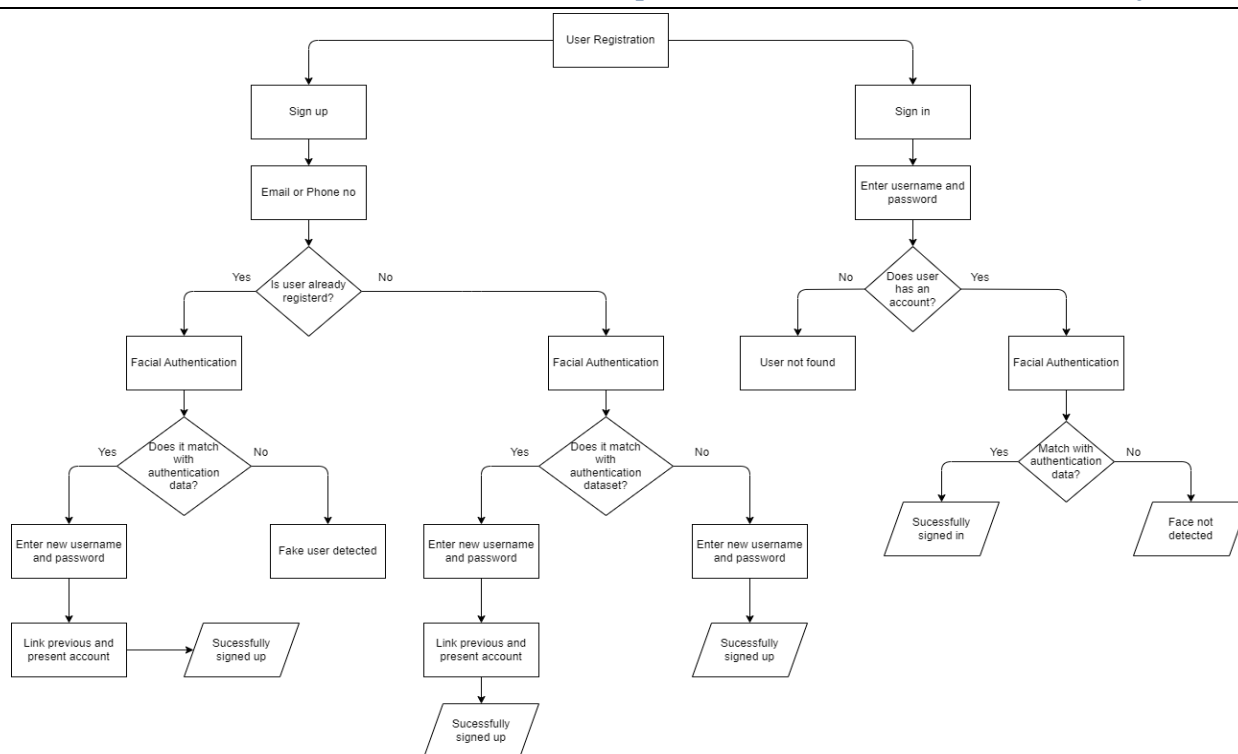 User Registration
Sign up
Sign in
Email or Phone no
Enter username and
password
Yes
No
Is user already
registerd?
No
Yes
Does user
has an
account?
Facial Authentication
Facial Authentication
User not found
Facial Authentication
Yes
No
Does it match
with
authentication
data?
Yes
No
Does it match
with
authentication
dataset?
Yes
No
Match with
authentication
data?
Enter new username
and password
Fake user detected
Enter new username
and password
Enter new username
and password
Sucessfully
signed in
Face not
detected
Link previous and
present account
Sucessfully
signed up
Link previous and
present account
Sucessfully
signed up
Sucessfully
signed up